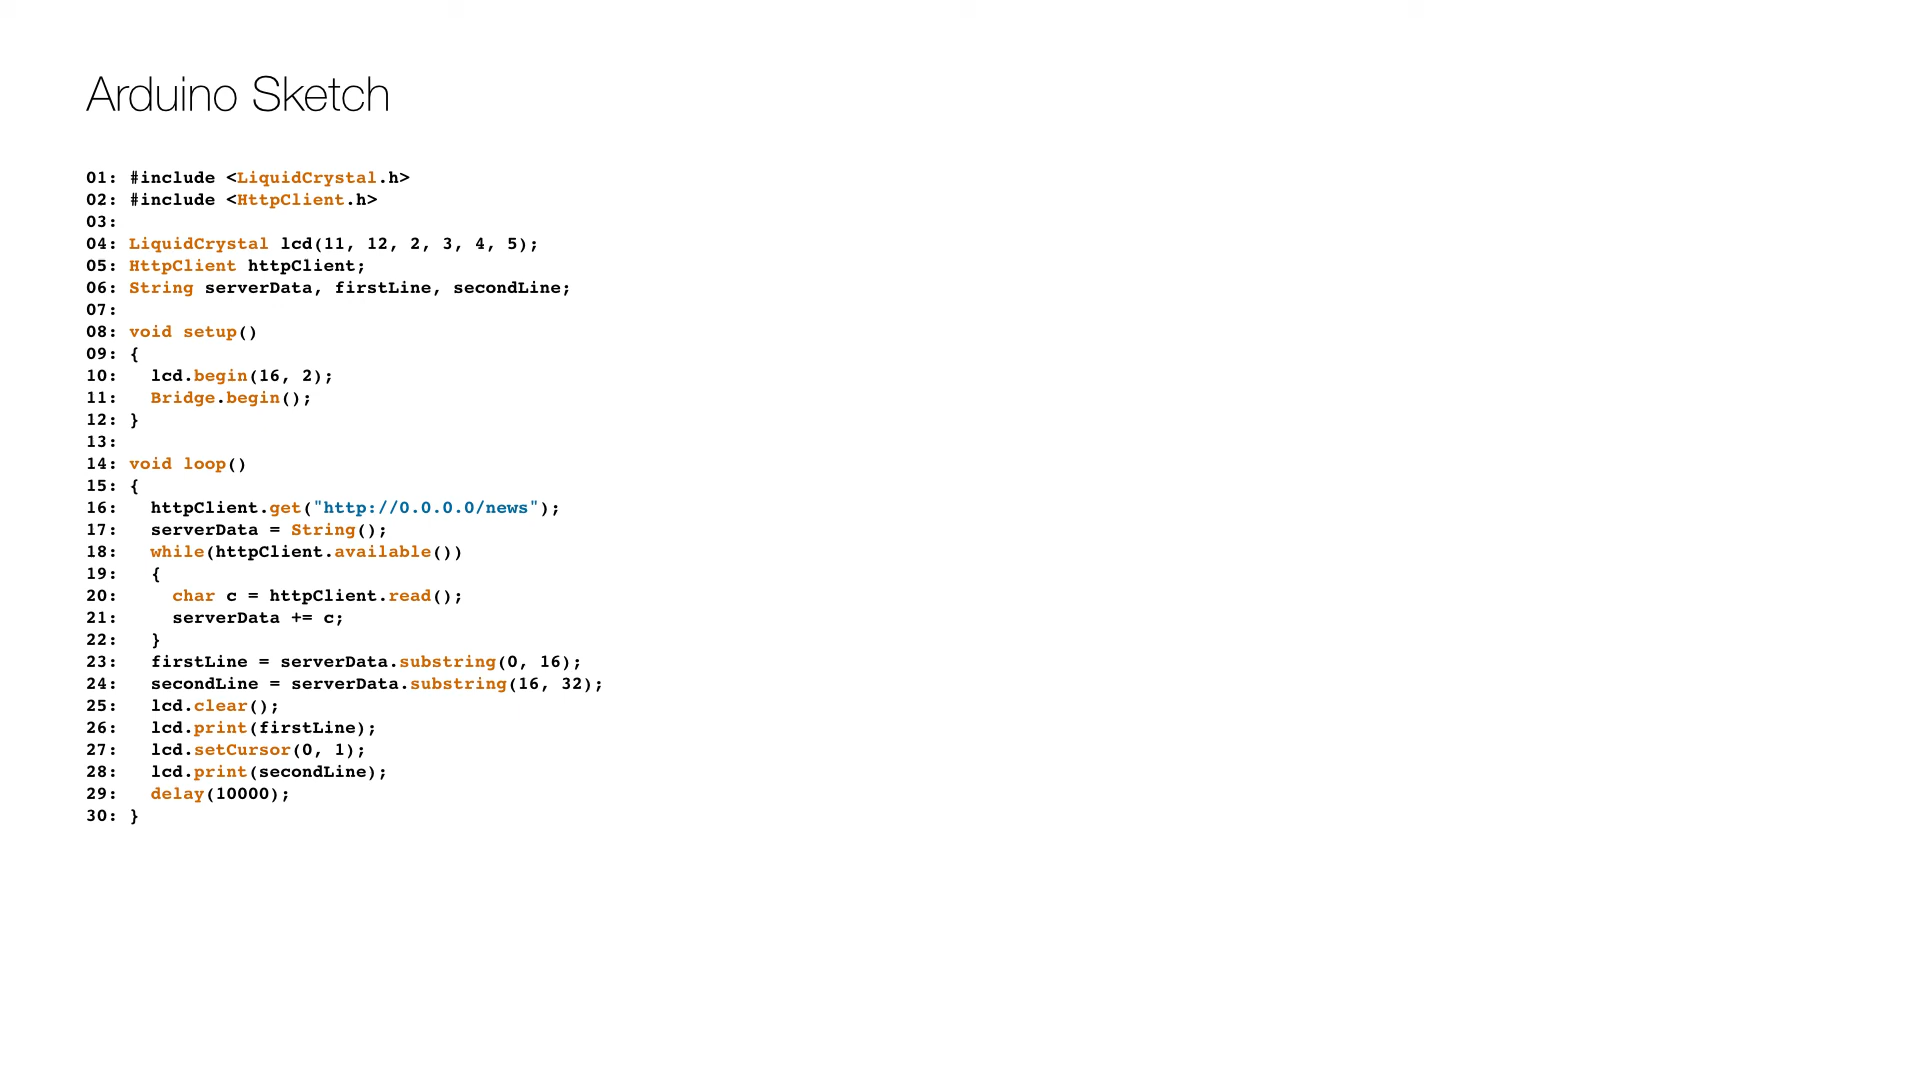 Arduino Sketch
01: #include <LiquidCrystal.h>
02: #include <HttpClient.h>
03:
04: LiquidCrystal lcd(11, 12, 2, 3, 4, 5);
05: HttpClient httpClient;
06: String serverData, firstLine, secondLine;
07:
08: void setup()
09: {
10:   lcd.begin(16, 2);
11:   Bridge.begin();
12: }
13:
14: void loop()
15: {
16:   httpClient.get("http://0.0.0.0/news");
17:   serverData = String();
18:   while(httpClient.available())
19:   {
20:     char c = httpClient.read();
21:     serverData += c;
22:   }
23:   firstLine = serverData.substring(0, 16);
24:   secondLine = serverData.substring(16, 32);
25:   lcd.clear();
26:   lcd.print(firstLine);
27:   lcd.setCursor(0, 1);
28:   lcd.print(secondLine);
29:   delay(10000);
30: }